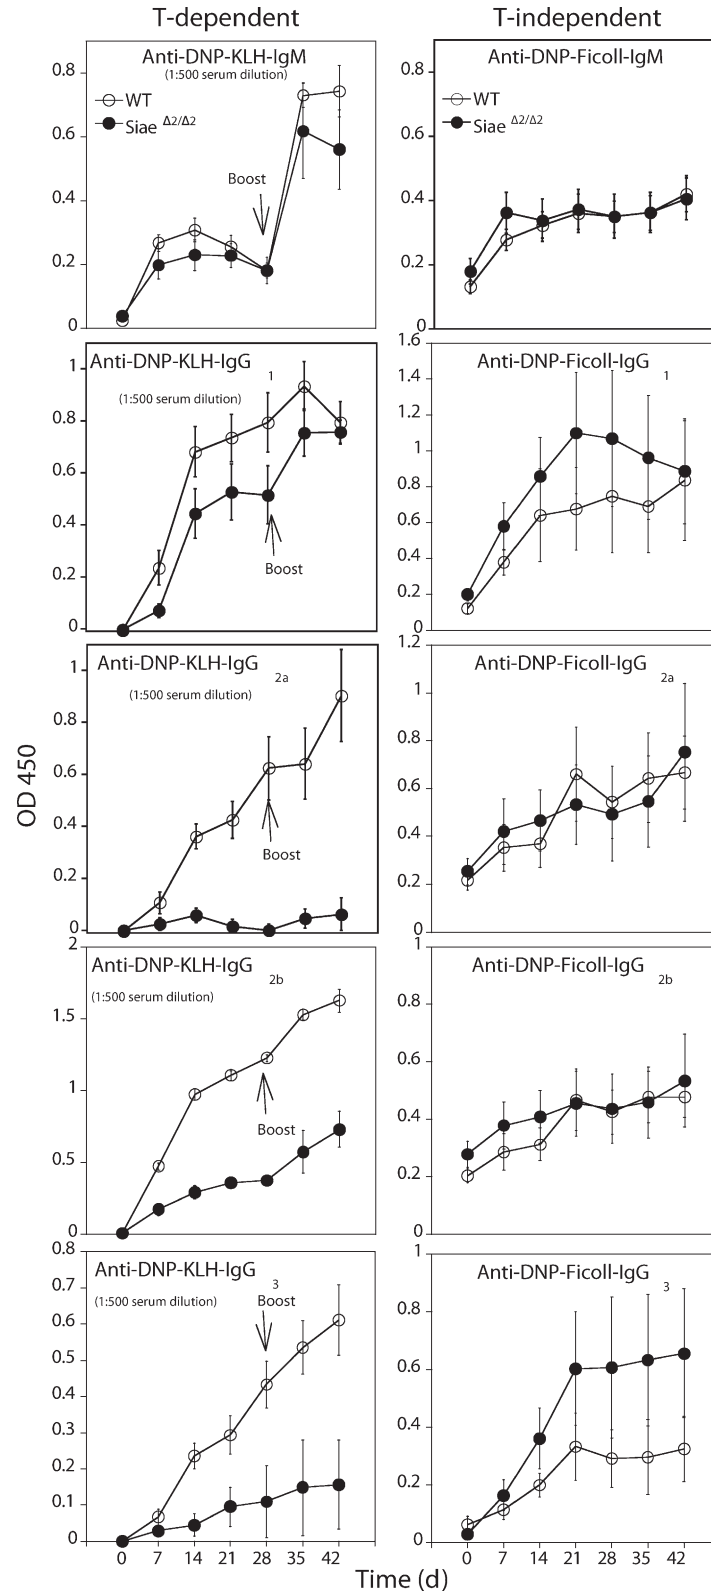 T-dependent
T-independent
Anti-DNP-KLH-IgM
(1:500 serum dilution)
WT
Siae Δ2/Δ2
Boost
0.8
0.6
0.4
0.2
0
Anti-DNP-Ficoll-IgM
WT
Siae Δ2/Δ2
0.8
0.6
0.4
0.2
0
Anti-DNP-KLH-IgG 1
(1:500 serum dilution)
Boost
1
0.8
0.6
0.4
0.2
0
Anti-DNP-Ficoll-IgG 1
1.6
1.4
1.2
1
0.8
0.6
0.4
0.2
0
Anti-DNP-KLH-IgG 2a
(1:500 serum dilution)
Boost
1
0.8
0.6
0.4
0.2
0
Anti-DNP-Ficoll-IgG 2a
1.2
1
0.8
0.6
0.4
0.2
0
OD 450
Anti-DNP-KLH-IgG 2b
(1:500 serum dilution)
Boost
2
1.5
1
0.5
0
Anti-DNP-Ficoll-IgG 2b
1
0.8
0.6
0.4
0.2
0
Anti-DNP-KLH-IgG 3
(1:500 serum dilution)
Boost
0.8
0.7
0.6
0.5
0.4
0.3
0.2
0.1
0
0 7 14 21 28 35 42
Anti-DNP-Ficoll-IgG 3
1
0.8
0.6
0.4
0.2
0
0 7 14 21 28 35 42
Time (d)